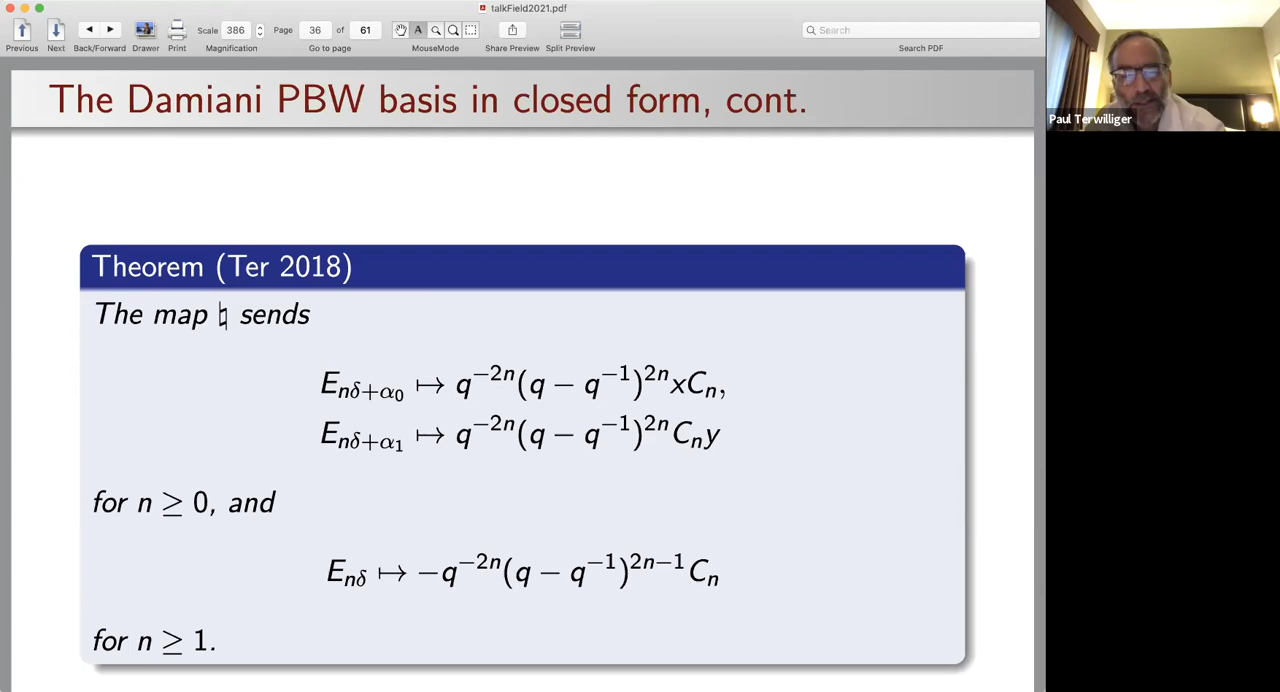 talkField2021.pdf
Scale 386 Page 36 of 61 Search
Previous Next Back/Forward Drawer Print Magnification Go to page MouseMode Share Preview Split Preview Search PDF
The Damiani PBW basis in closed form, cont.
Paul Terwilliger
Theorem (Ter 2018)
The map ♮ sends
E_{nδ+α_0} ↦ q^{−2n}(q − q^{−1})^{2n}xC_n,
E_{nδ+α_1} ↦ q^{−2n}(q − q^{−1})^{2n}C_ny
for n ≥ 0, and
E_{nδ} ↦ −q^{−2n}(q − q^{−1})^{2n−1}C_n
for n ≥ 1.